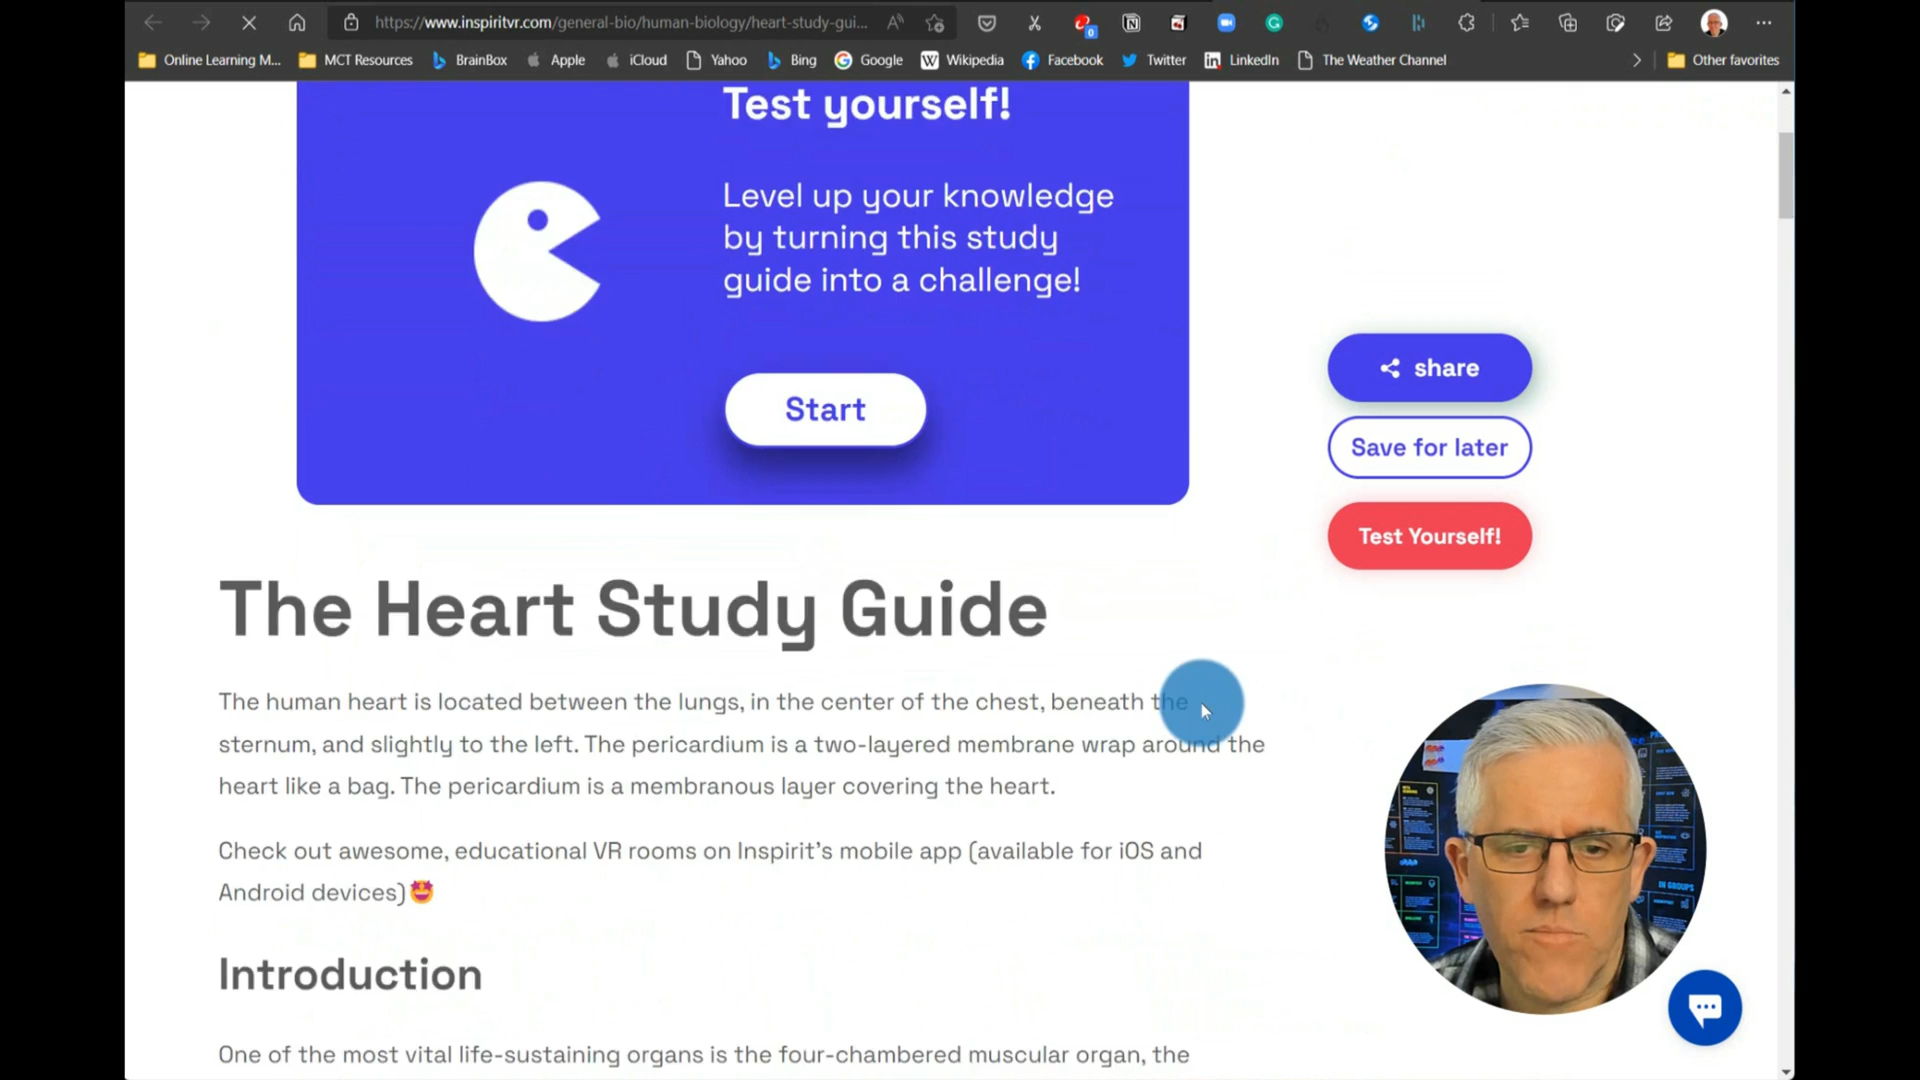 https://www.inspiritvr.com/general-bio/human-biology/heart-study-gui...
0
Online Learning M... MCT Resources BrainBox Apple iCloud Yahoo Bing Google Wikipedia Facebook Twitter LinkedIn The Weather Channel Other favorites
Test yourself!
Level up your knowledge
by turning this study
guide into a challenge!
Start
share
Save for later
Test Yourself!
The Heart Study Guide
The human heart is located between the lungs, in the center of the chest, beneath the
sternum, and slightly to the left. The pericardium is a two-layered membrane wrap around the
heart like a bag. The pericardium is a membranous layer covering the heart.
Check out awesome, educational VR rooms on Inspirit's mobile app (available for iOS and
Android devices)🤩
Introduction
One of the most vital life-sustaining organs is the four-chambered muscular organ, the
IN GROUPS